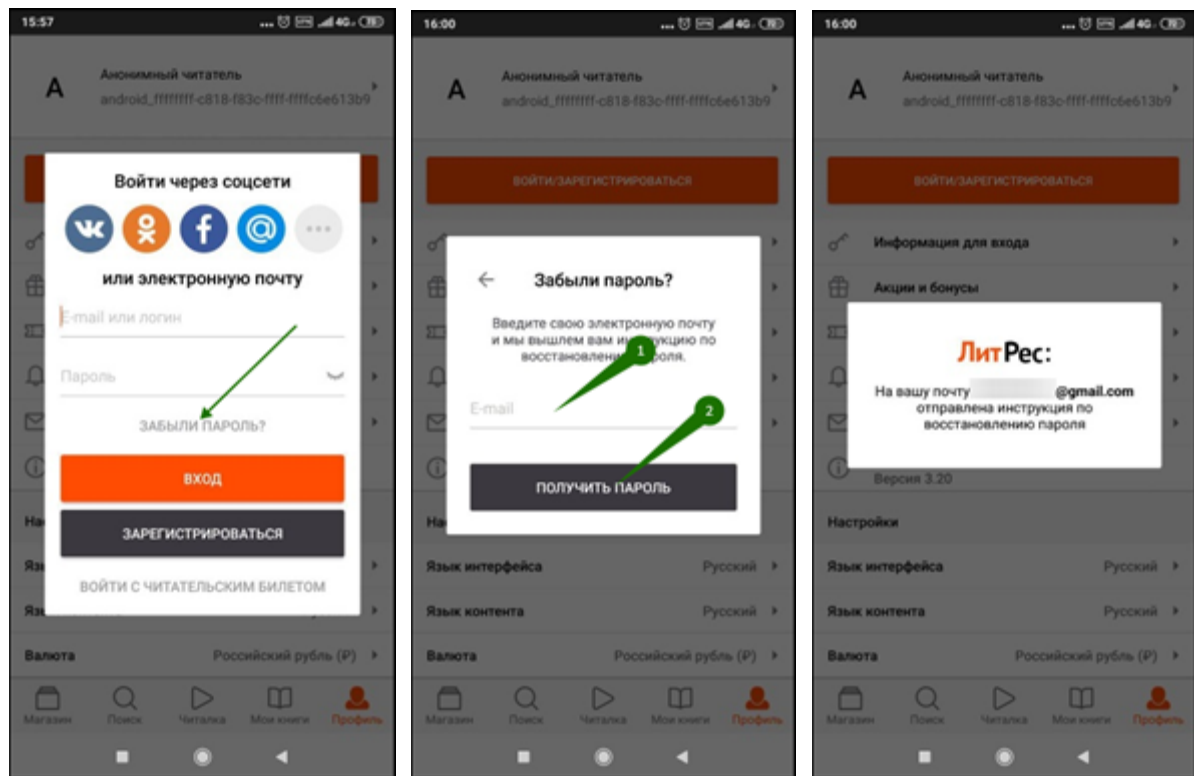 15:57
4G
Анонимный читатель
android_ffffffff-c818-f83c-ffff-ffffc6e613b9
A
Войти через соцсети
или электронную почту
E-mail или логин
Пароль
ЗАБЫЛИ ПАРОЛЬ?
ВХОД
ЗАРЕГИСТРИРОВАТЬСЯ
ВОЙТИ С ЧИТАТЕЛЬСКИМ БИЛЕТОМ
Валюта
Российский рубль (₽)
Магазин
Поиск
Читалка
Мои книги
Профиль
16:00
4G
Анонимный читатель
android_ffffffff-c818-f83c-ffff-ffffc6e613b9
A
ВОЙТИ/ЗАРЕГИСТРИРОВАТЬСЯ
Забыли пароль?
Введите свою электронную почту
и мы вышлем вам по
1
E-mail
2
ПОЛУЧИТЬ ПАРОЛЬ
Язык интерфейса
Русский
Язык контента
Русский
Валюта
Российский рубль (₽)
Магазин
Поиск
Читалка
Мои книги
Профиль
16:00
4G
Анонимный читатель
android_ffffffff-c818-f83c-ffff-ffffc6e613b9
A
ВОЙТИ/ЗАРЕГИСТРИРОВАТЬСЯ
Информация для входа
Акции и бонусы
ЛитРес:
На вашу почту @gmail.com
отправлена инструкция по
восстановлению пароля
Версия 3.20
Настройки
Язык интерфейса
Русский
Язык контента
Русский
Валюта
Российский рубль (₽)
Магазин
Поиск
Читалка
Мои книги
Профиль